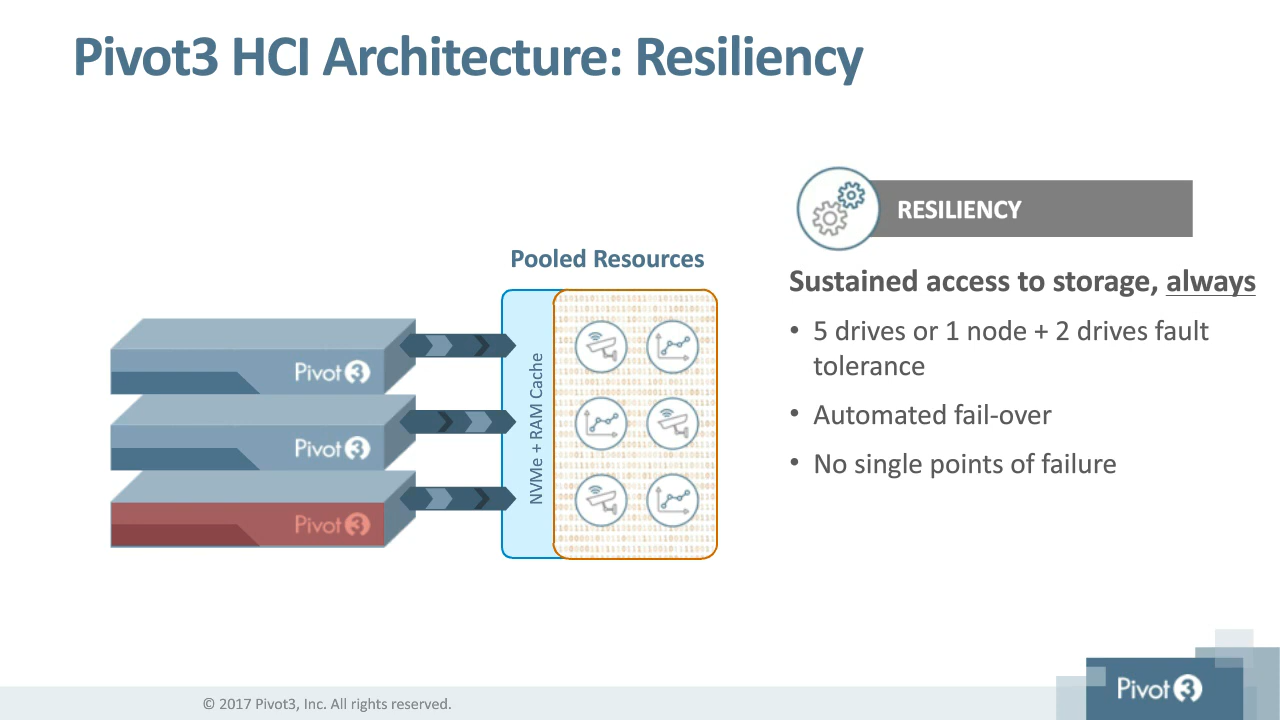 Pivot3 HCI Architecture: Resiliency
RESILIENCY
Pooled Resources
Sustained access to storage, always
• 5 drives or 1 node + 2 drives fault
tolerance
• Automated fail-over
• No single points of failure
NVMe + RAM Cache
Pivot3
Pivot3
Pivot3
© 2017 Pivot3, Inc. All rights reserved.
Pivot3